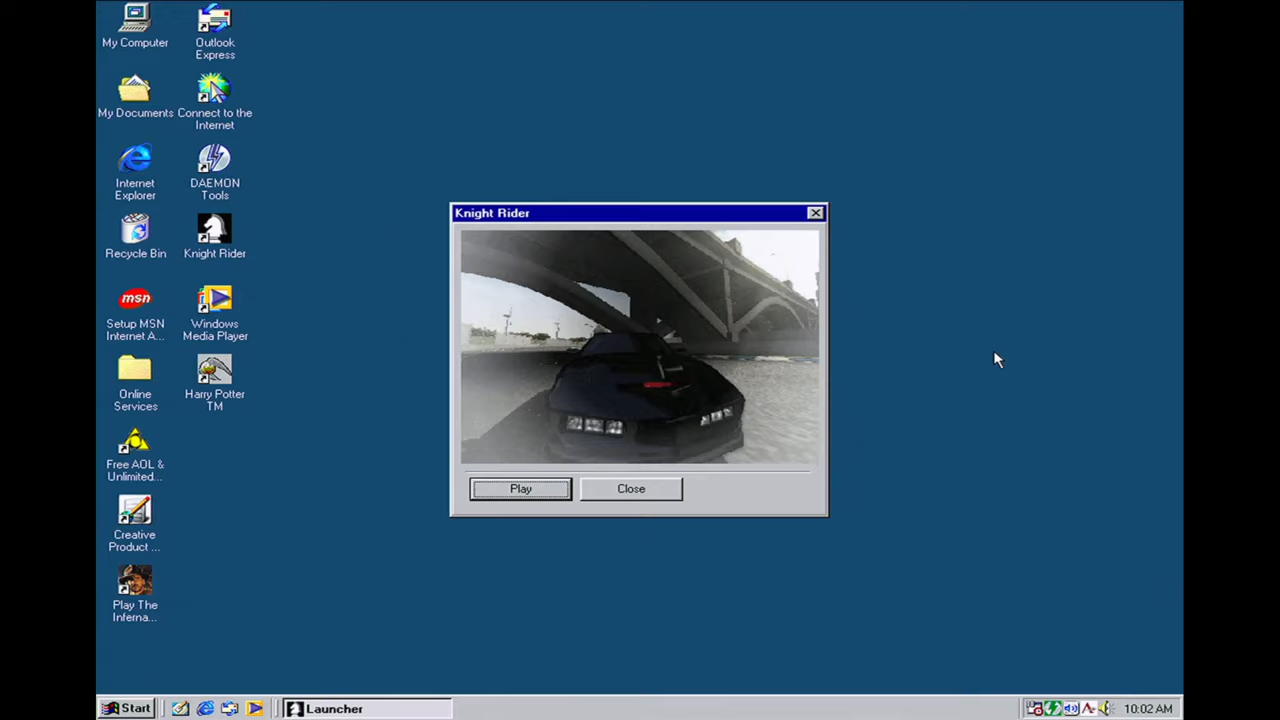 My Computer
Outlook
Express
My Documents
Connect to the
Internet
Internet
Explorer
DAEMON
Tools
Recycle Bin
Knight Rider
msn
Setup MSN
Internet A...
Windows
Media Player
Online
Services
Harry Potter
TM
Free AOL &
Unlimited...
Creative
Product ...
Play The
Inferna...
Knight Rider
Play
Close
Start
Launcher
10:02 AM